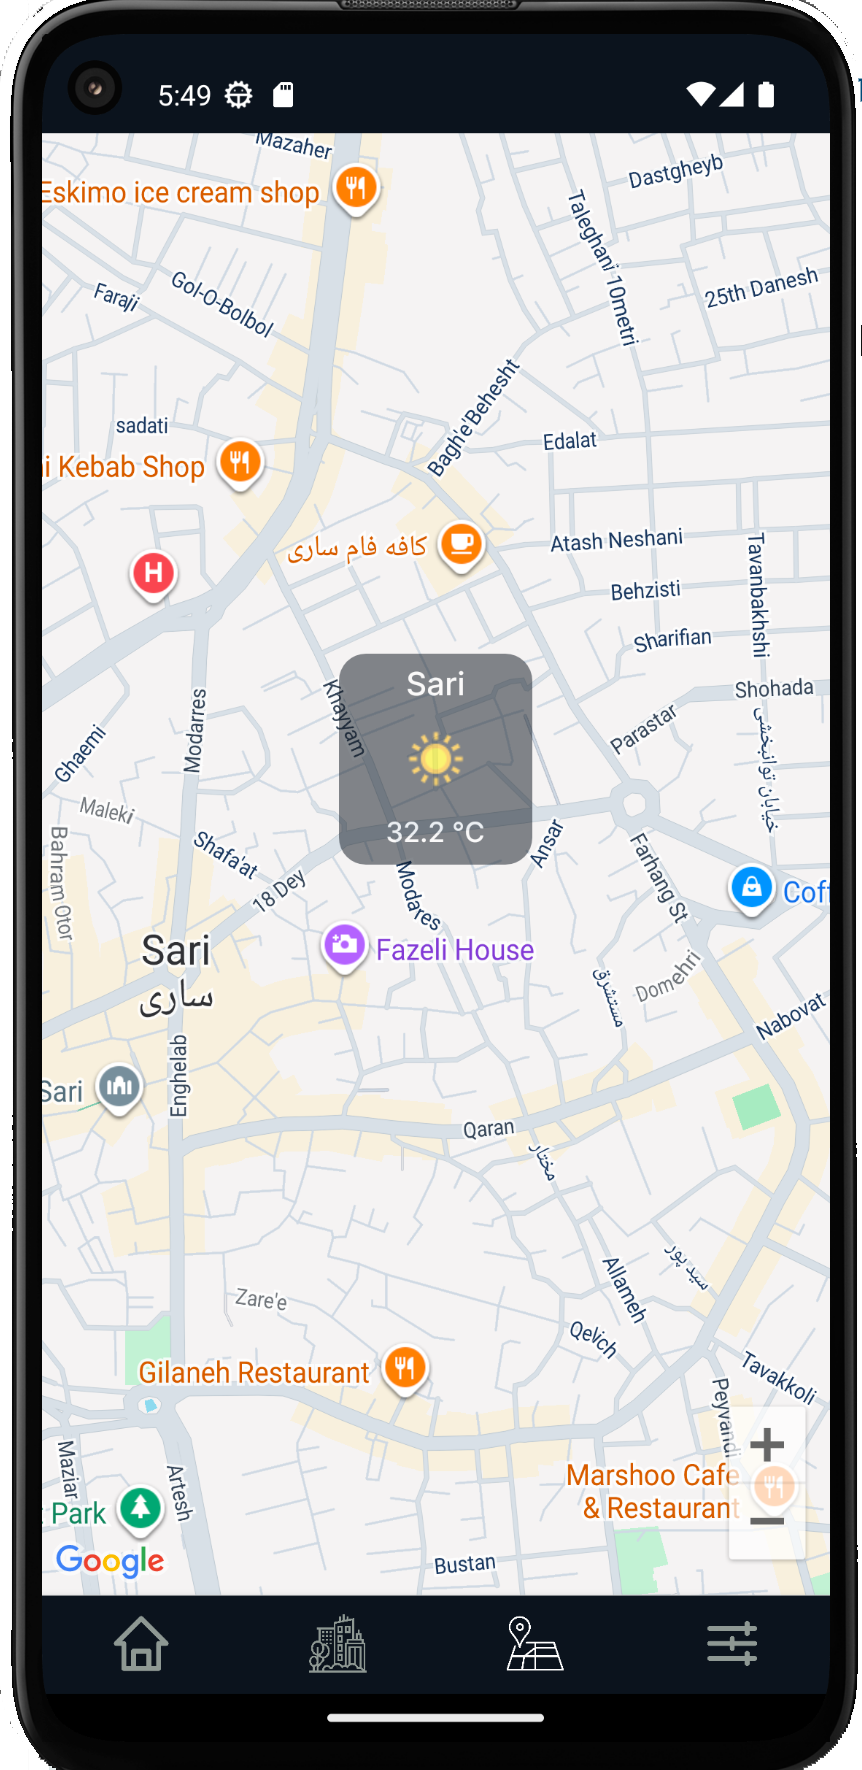 5:49
Mazaher
Eskimo ice cream shop
Dastgheyb
Taleghani 10metri
25th Danesh
Faraji
Gol-O-Bolbol
Bagh'e'Behesht
sadati
Edalat
i Kebab Shop
کافه فام ساری
Atash Neshani
Tavanbakhshi
H
Behzisti
Sharifian
Sari
Khayyam
Shohada
Modarres
Parastar
خیابان توانبخشی
Ghaemi
32.2 °C
Maleki
Bahram Otor
Shafa'at
Ansar
18 Dey
Modares
Farhang St
Coff
Sari
ساری
Fazeli House
Domehri
مستشرق
Nabovat
Enghelab
Sari
Qaran
مختار
سید پور
Allameh
Zare'e
Qelich
Gilaneh Restaurant
Tavakkoli
Peyvandi
Maziar
Artesh
+
Marshoo Cafe
& Restaurant
−
Park
Google
Bustan